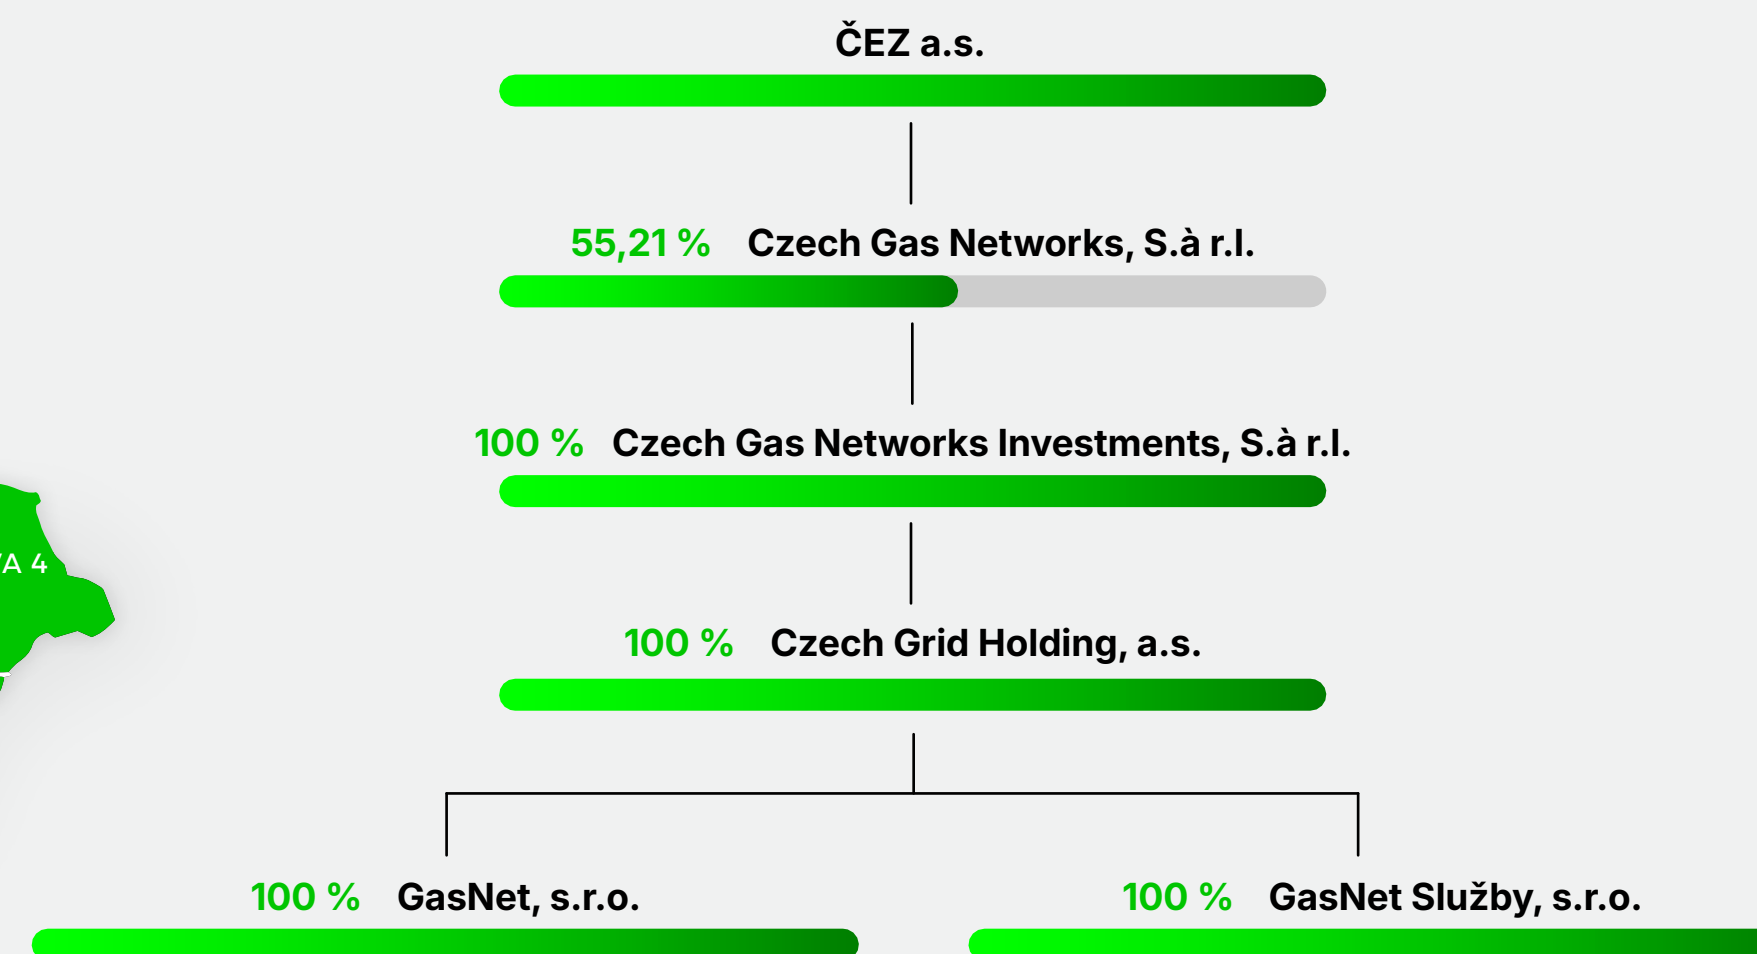 ČEZ a.s.
55,21 % Czech Gas Networks, S.à r.l.
100 % Czech Gas Networks Investments, S.à r.l.
4
100 % Czech Grid Holding, a.s.
100 % GasNet, s.r.o.
100 % GasNet Služby, s.r.o.